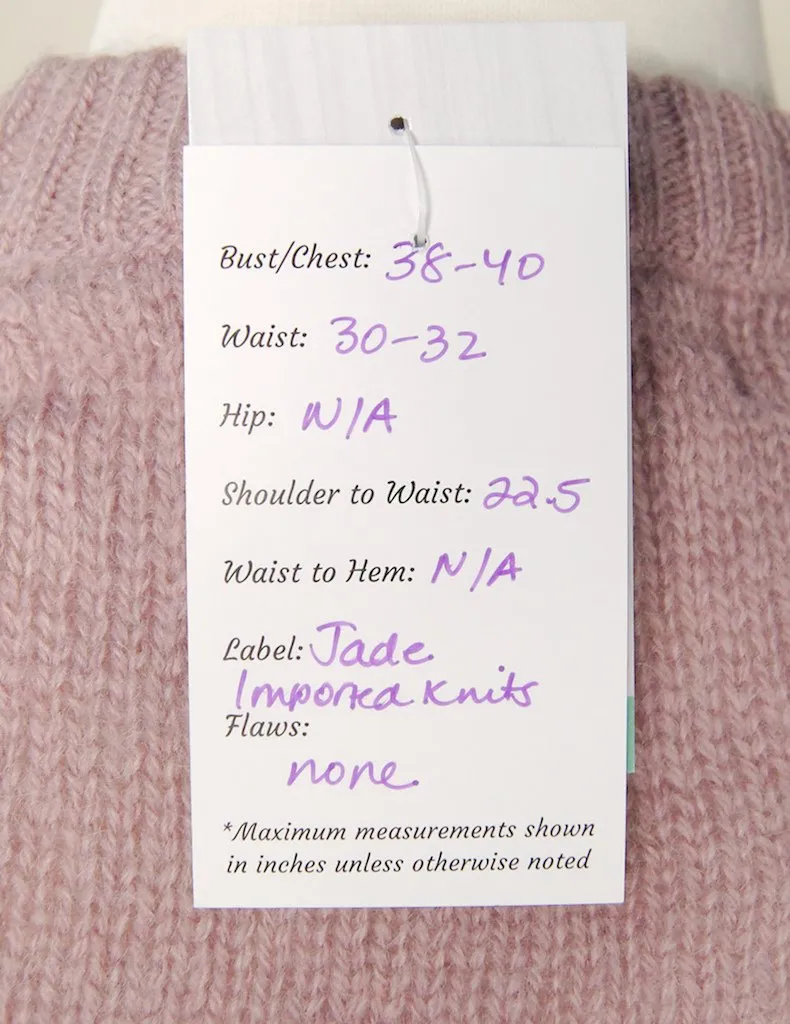 Bust/Chest: 38-40
Waist: 30-32
Hip: N/A
Shoulder to Waist: 22.5
Waist to Hem: N/A
Label: Jade
Imported Knits
Flaws:
none
*Maximum measurements shown
in inches unless otherwise noted